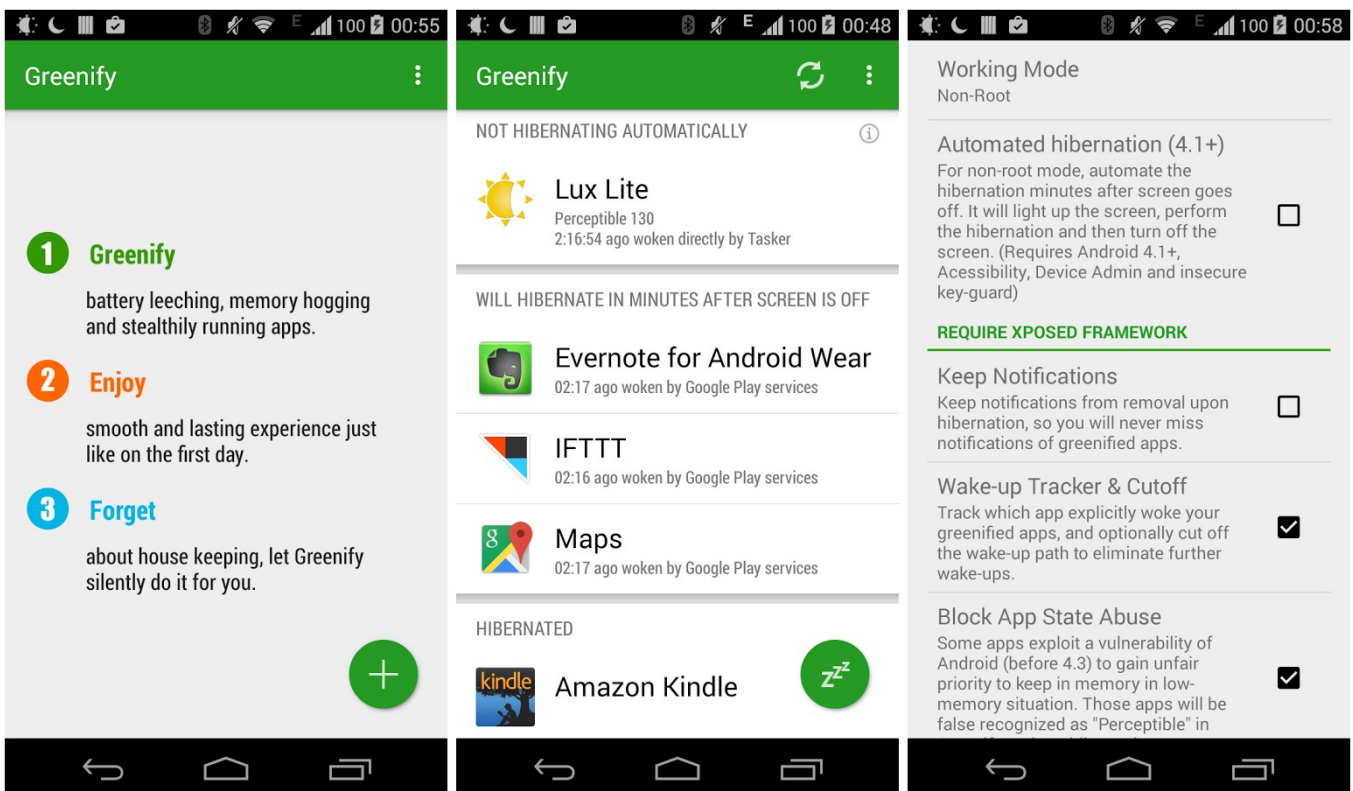 E 100 00:55
Greenify
1 Greenify
battery leeching, memory hogging
and stealthily running apps.
2 Enjoy
smooth and lasting experience just
like on the first day.
3 Forget
about house keeping, let Greenify
silently do it for you.
E 100 00:48
Greenify
NOT HIBERNATING AUTOMATICALLY
Lux Lite
Perceptible 130
2:16:54 ago woken directly by Tasker
WILL HIBERNATE IN MINUTES AFTER SCREEN IS OFF
Evernote for Android Wear
02:17 ago woken by Google Play services
IFTTT
02:16 ago woken by Google Play services
g
Maps
02:17 ago woken by Google Play services
HIBERNATED
kindle
Amazon Kindle
zzz
E 100 00:58
Working Mode
Non-Root
Automated hibernation (4.1+)
For non-root mode, automate the
hibernation minutes after screen goes
off. It will light up the screen, perform
the hibernation and then turn off the
screen. (Requires Android 4.1+,
Acessibility, Device Admin and insecure
key-guard)
REQUIRE XPOSED FRAMEWORK
Keep Notifications
Keep notifications from removal upon
hibernation, so you will never miss
notifications of greenified apps.
Wake-up Tracker & Cutoff
Track which app explicitly woke your
greenified apps, and optionally cut off
the wake-up path to eliminate further
wake-ups.
Block App State Abuse
Some apps exploit a vulnerability of
Android (before 4.3) to gain unfair
priority to keep in memory in low-
memory situation. Those apps will be
false recognized as "Perceptible" in